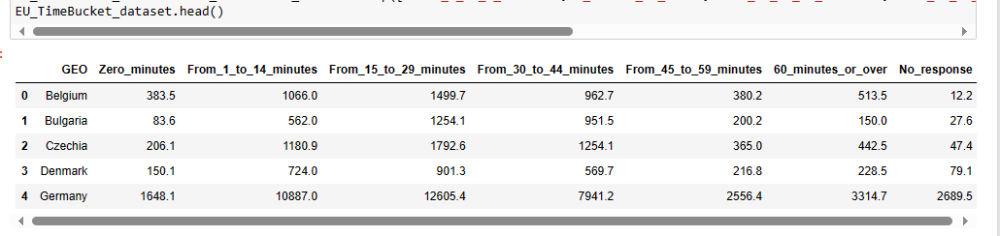 EU_TimeBucket_dataset.head()
GEO Zero_minutes From_1_to_14_minutes From_15_to_29_minutes From_30_to_44_minutes From_45_to_59_minutes 60_minutes_or_over No_response
0 Belgium 383.5 1066.0 1499.7 962.7 380.2 513.5 12.2
1 Bulgaria 83.6 562.0 1254.1 951.5 200.2 150.0 27.6
2 Czechia 206.1 1180.9 1792.6 1254.1 365.0 442.5 47.4
3 Denmark 150.1 724.0 901.3 569.7 216.8 228.5 79.1
4 Germany 1648.1 10887.0 12605.4 7941.2 2556.4 3314.7 2689.5